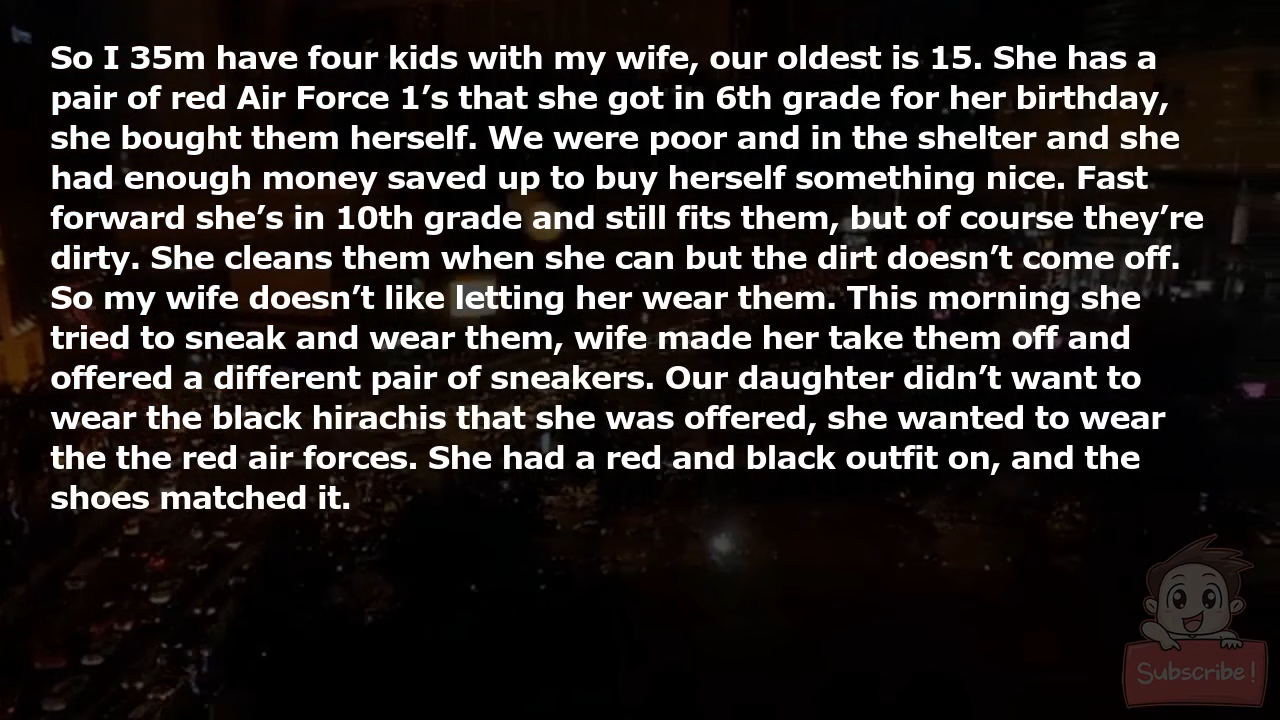 So I 35m have four kids with my wife, our oldest is 15. She has a
pair of red Air Force 1’s that she got in 6th grade for her birthday,
she bought them herself. We were poor and in the shelter and she
had enough money saved up to buy herself something nice. Fast
forward she’s in 10th grade and still fits them, but of course they’re
dirty. She cleans them when she can but the dirt doesn’t come off.
So my wife doesn’t like letting her wear them. This morning she
tried to sneak and wear them, wife made her take them off and
offered a different pair of sneakers. Our daughter didn’t want to
wear the black hirachis that she was offered, she wanted to wear
the the red air forces. She had a red and black outfit on, and the
shoes matched it.
Subscribe!